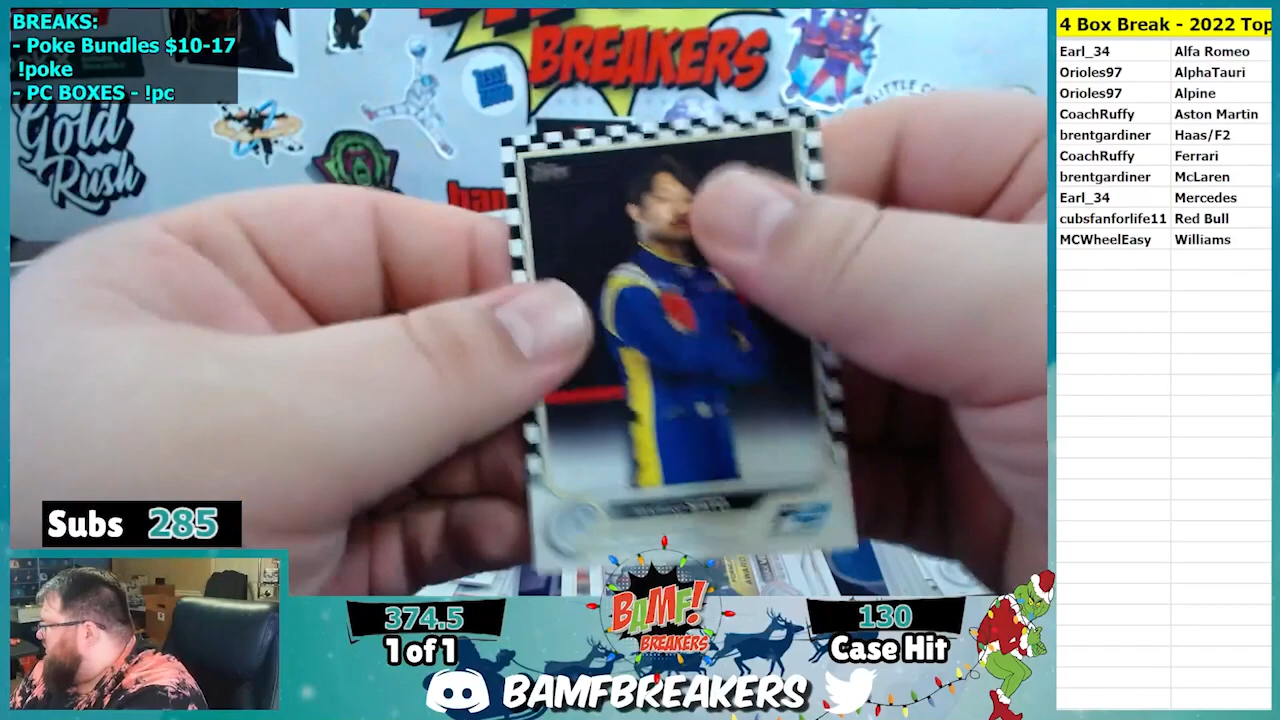 BREAKS:
- Poke Bundles $10-17
!poke
- PC BOXES - !pc
BREAKERS
Gold
Rush
topps
Subs 285
374.5
1 of 1
BAMF!
BREAKERS
130
Case Hit
BAMFBREAKERS
4 Box Break - 2022 Top
Earl_34 Alfa Romeo
Orioles97 AlphaTauri
Orioles97 Alpine
CoachRuffy Aston Martin
brentgardiner Haas/F2
CoachRuffy Ferrari
brentgardiner McLaren
Earl_34 Mercedes
cubsfanforlife11 Red Bull
MCWheelEasy Williams